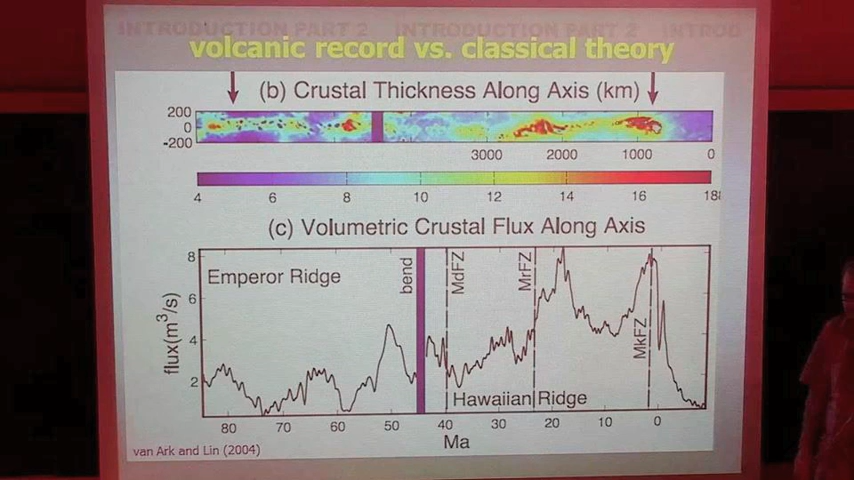 INTRODUCTION PART 2 INTRODUCTION PART 2 INTROD
volcanic record vs. classical theory
(b) Crustal Thickness Along Axis (km)
200
0
-200
3000 2000 1000 0
4 6 8 10 12 14 16 18
(c) Volumetric Crustal Flux Along Axis
8
6
4
2
flux(m³/s)
Emperor Ridge
bend
MdFZ
MrFZ
MkFZ
Hawaiian Ridge
80 70 60 50 40 30 20 10 0
Ma
van Ark and Lin (2004)